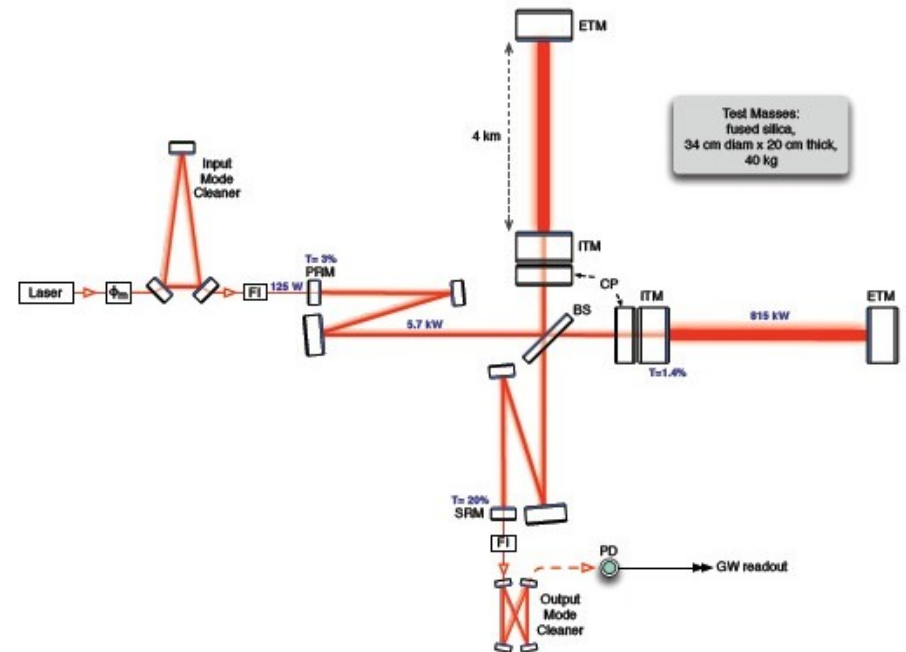 ETM
4 km
Test Masses:
fused silica,
34 cm diam x 20 cm thick,
40 kg
Input
Mode
Cleaner
ITM
T= 3%
PRM
Laser
Φm
FI
125 W
CP
ITM
ETM
BS
5.7 kW
815 kW
T=1.4%
T= 20%
SRM
FI
PD
GW readout
Output
Mode
Cleaner